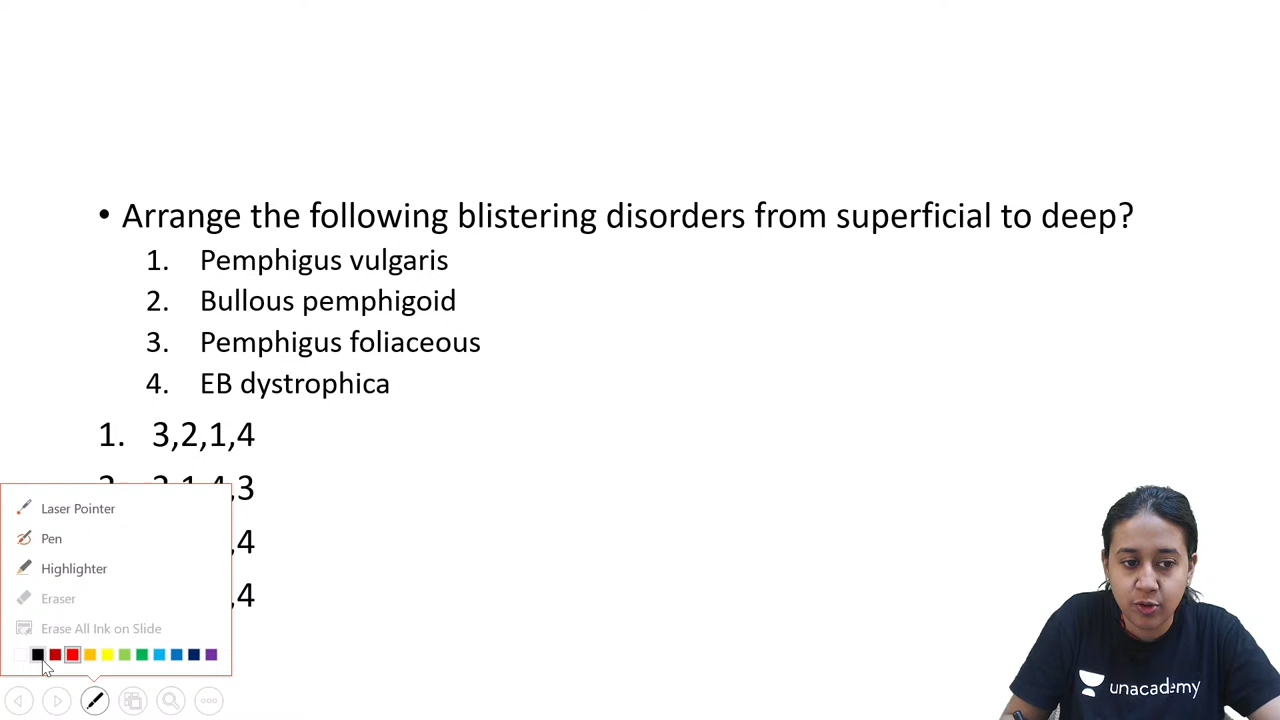 • Arrange the following blistering disorders from superficial to deep?
1. Pemphigus vulgaris
2. Bullous pemphigoid
3. Pemphigus foliaceous
4. EB dystrophica
1. 3,2,1,4
,3
,4
,4
Laser Pointer
Pen
Highlighter
Eraser
Erase All Ink on Slide
unacademy